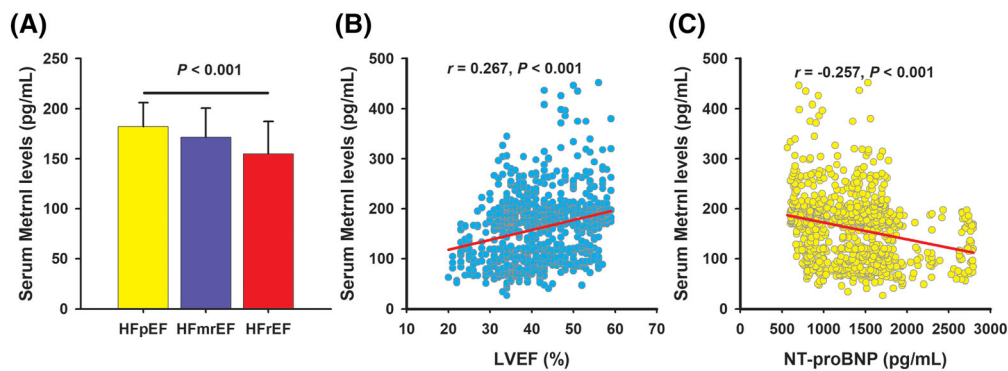 (A)
Serum Metrnl levels (pg/mL)
250
200
150
100
50
0
P < 0.001
HFpEF HFmrEF HFrEF
(B)
Serum Metrnl levels (pg/mL)
500
400
300
200
100
0
r = 0.267, P < 0.001
10 20 30 40 50 60 70
LVEF (%)
(C)
Serum Metrnl levels (pg/mL)
500
400
300
200
100
0
r = -0.257, P < 0.001
0 500 1000 1500 2000 2500 3000
NT-proBNP (pg/mL)